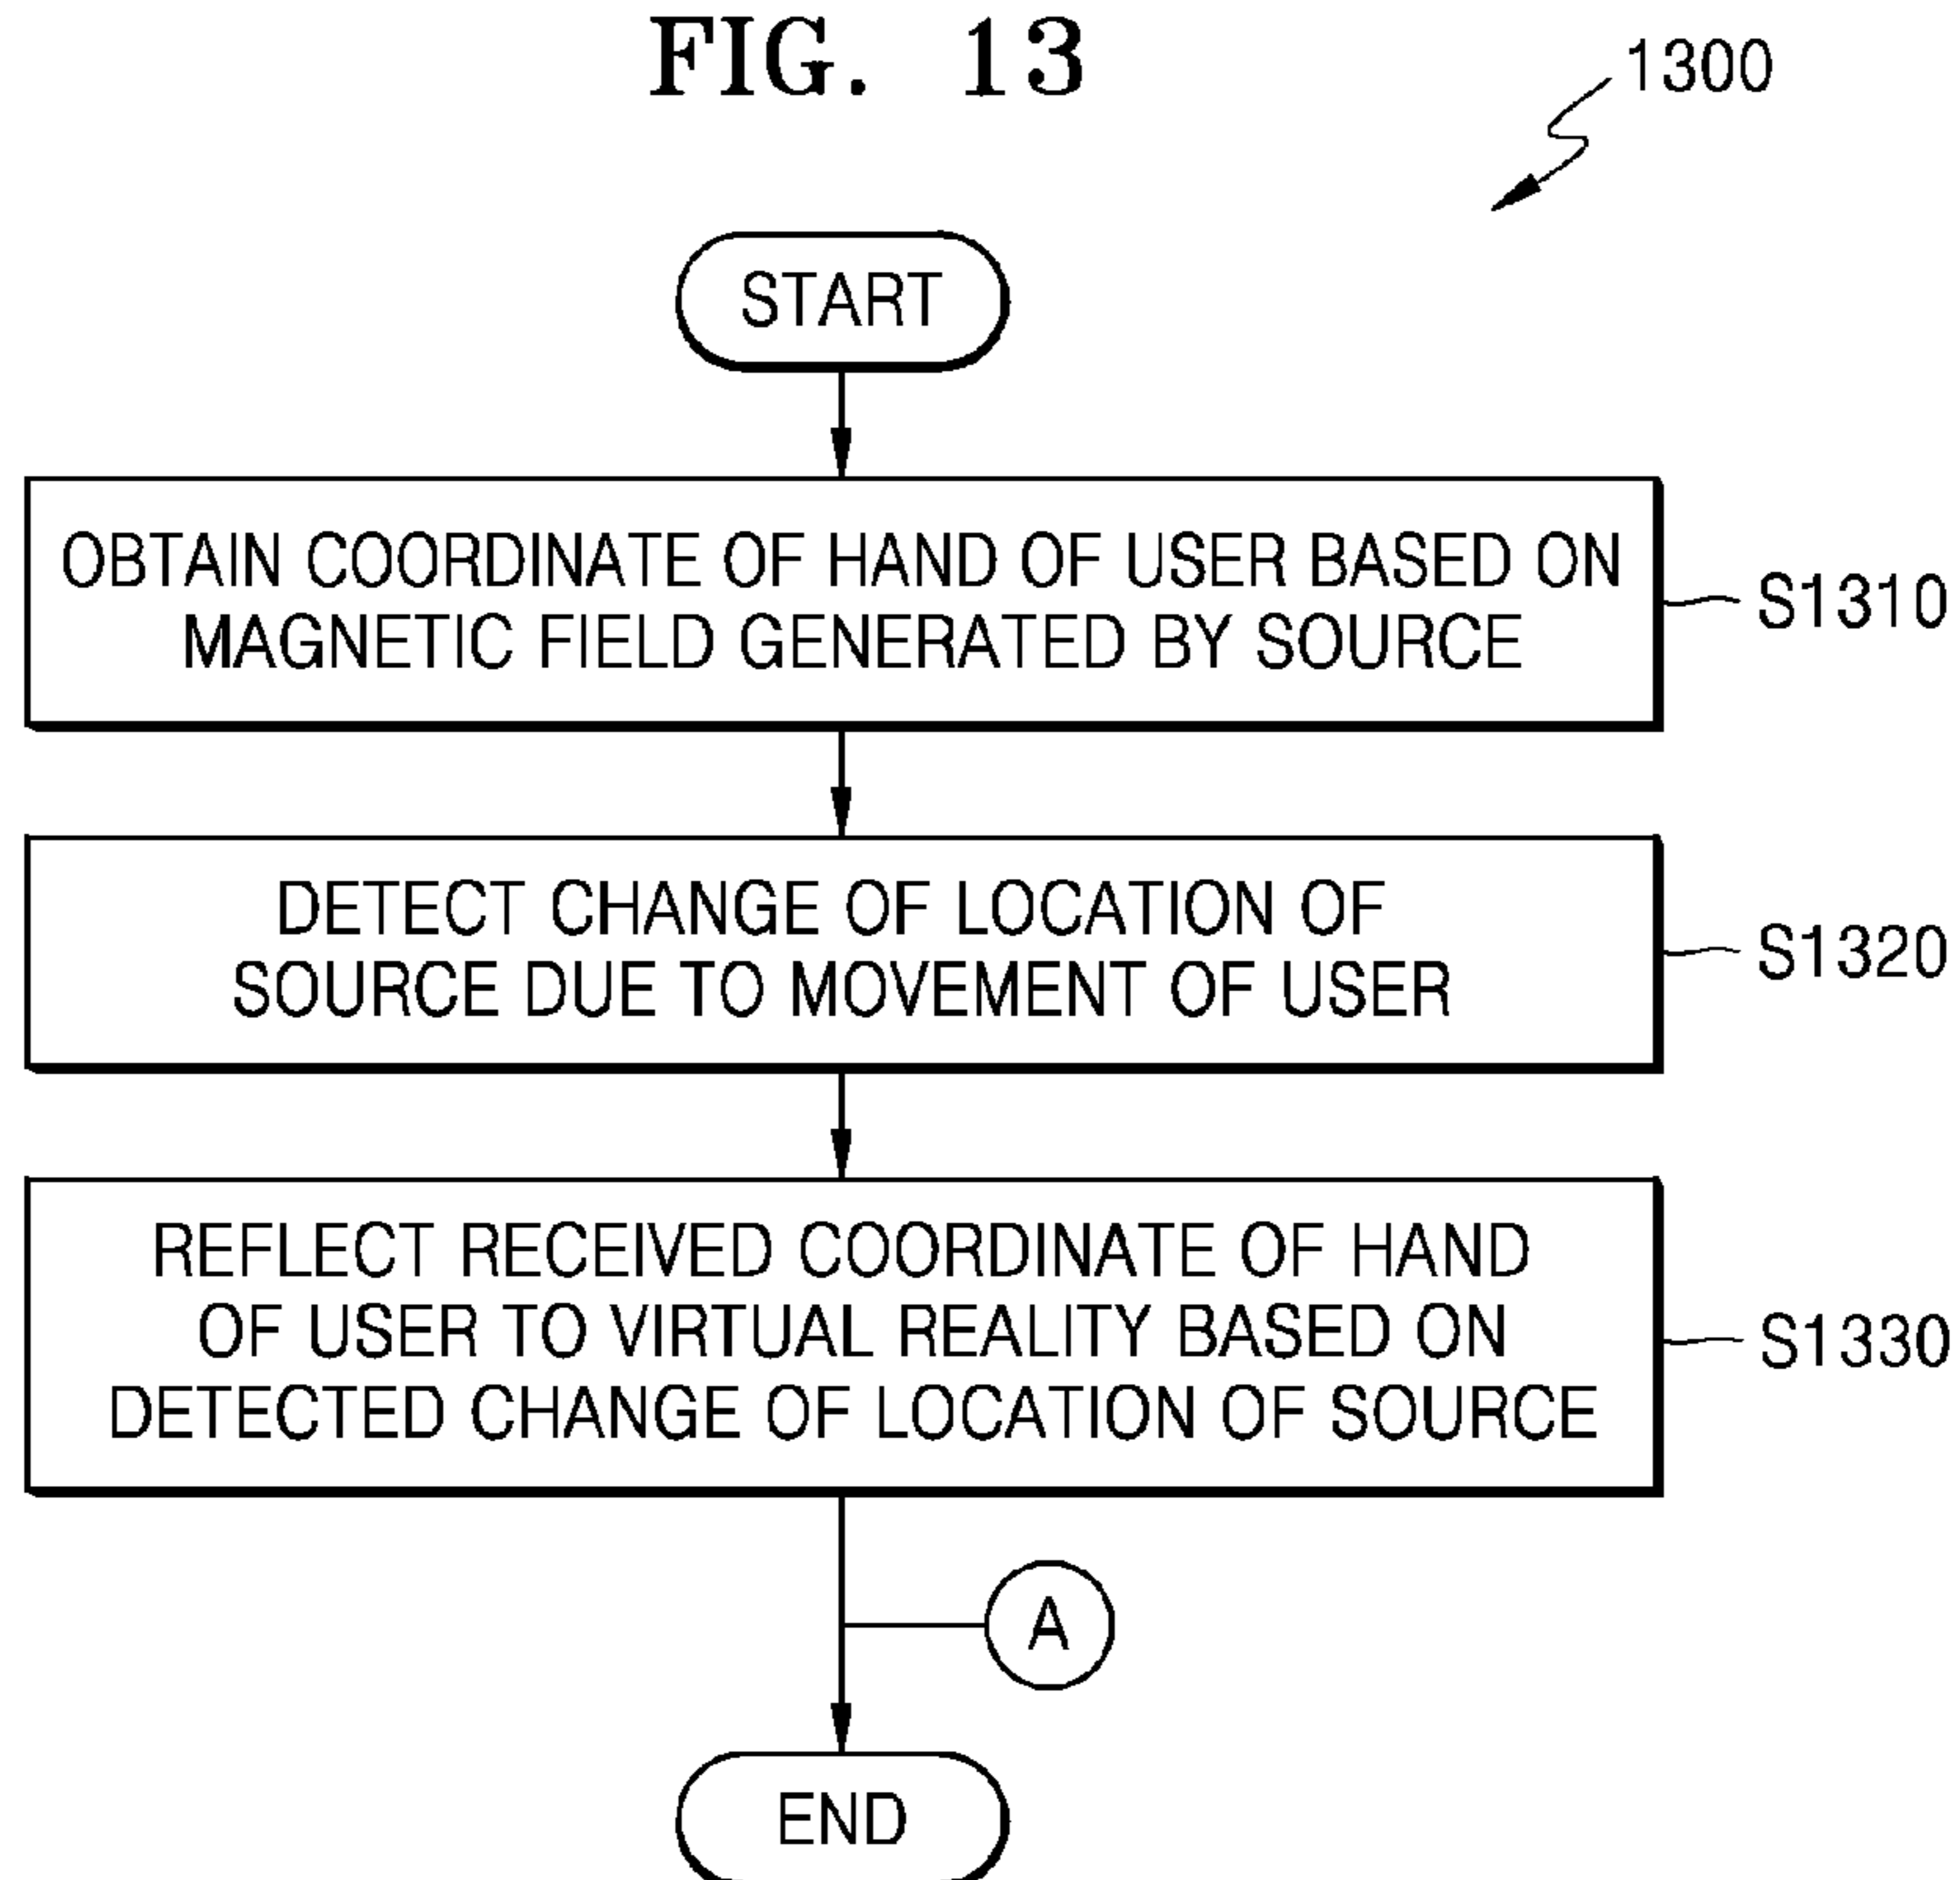 FIG. 13
1300
START
OBTAIN COORDINATE OF HAND OF USER BASED ON
MAGNETIC FIELD GENERATED BY SOURCE
S1310
DETECT CHANGE OF LOCATION OF
SOURCE DUE TO MOVEMENT OF USER
S1320
REFLECT RECEIVED COORDINATE OF HAND
OF USER TO VIRTUAL REALITY BASED ON
DETECTED CHANGE OF LOCATION OF SOURCE
S1330
A
END